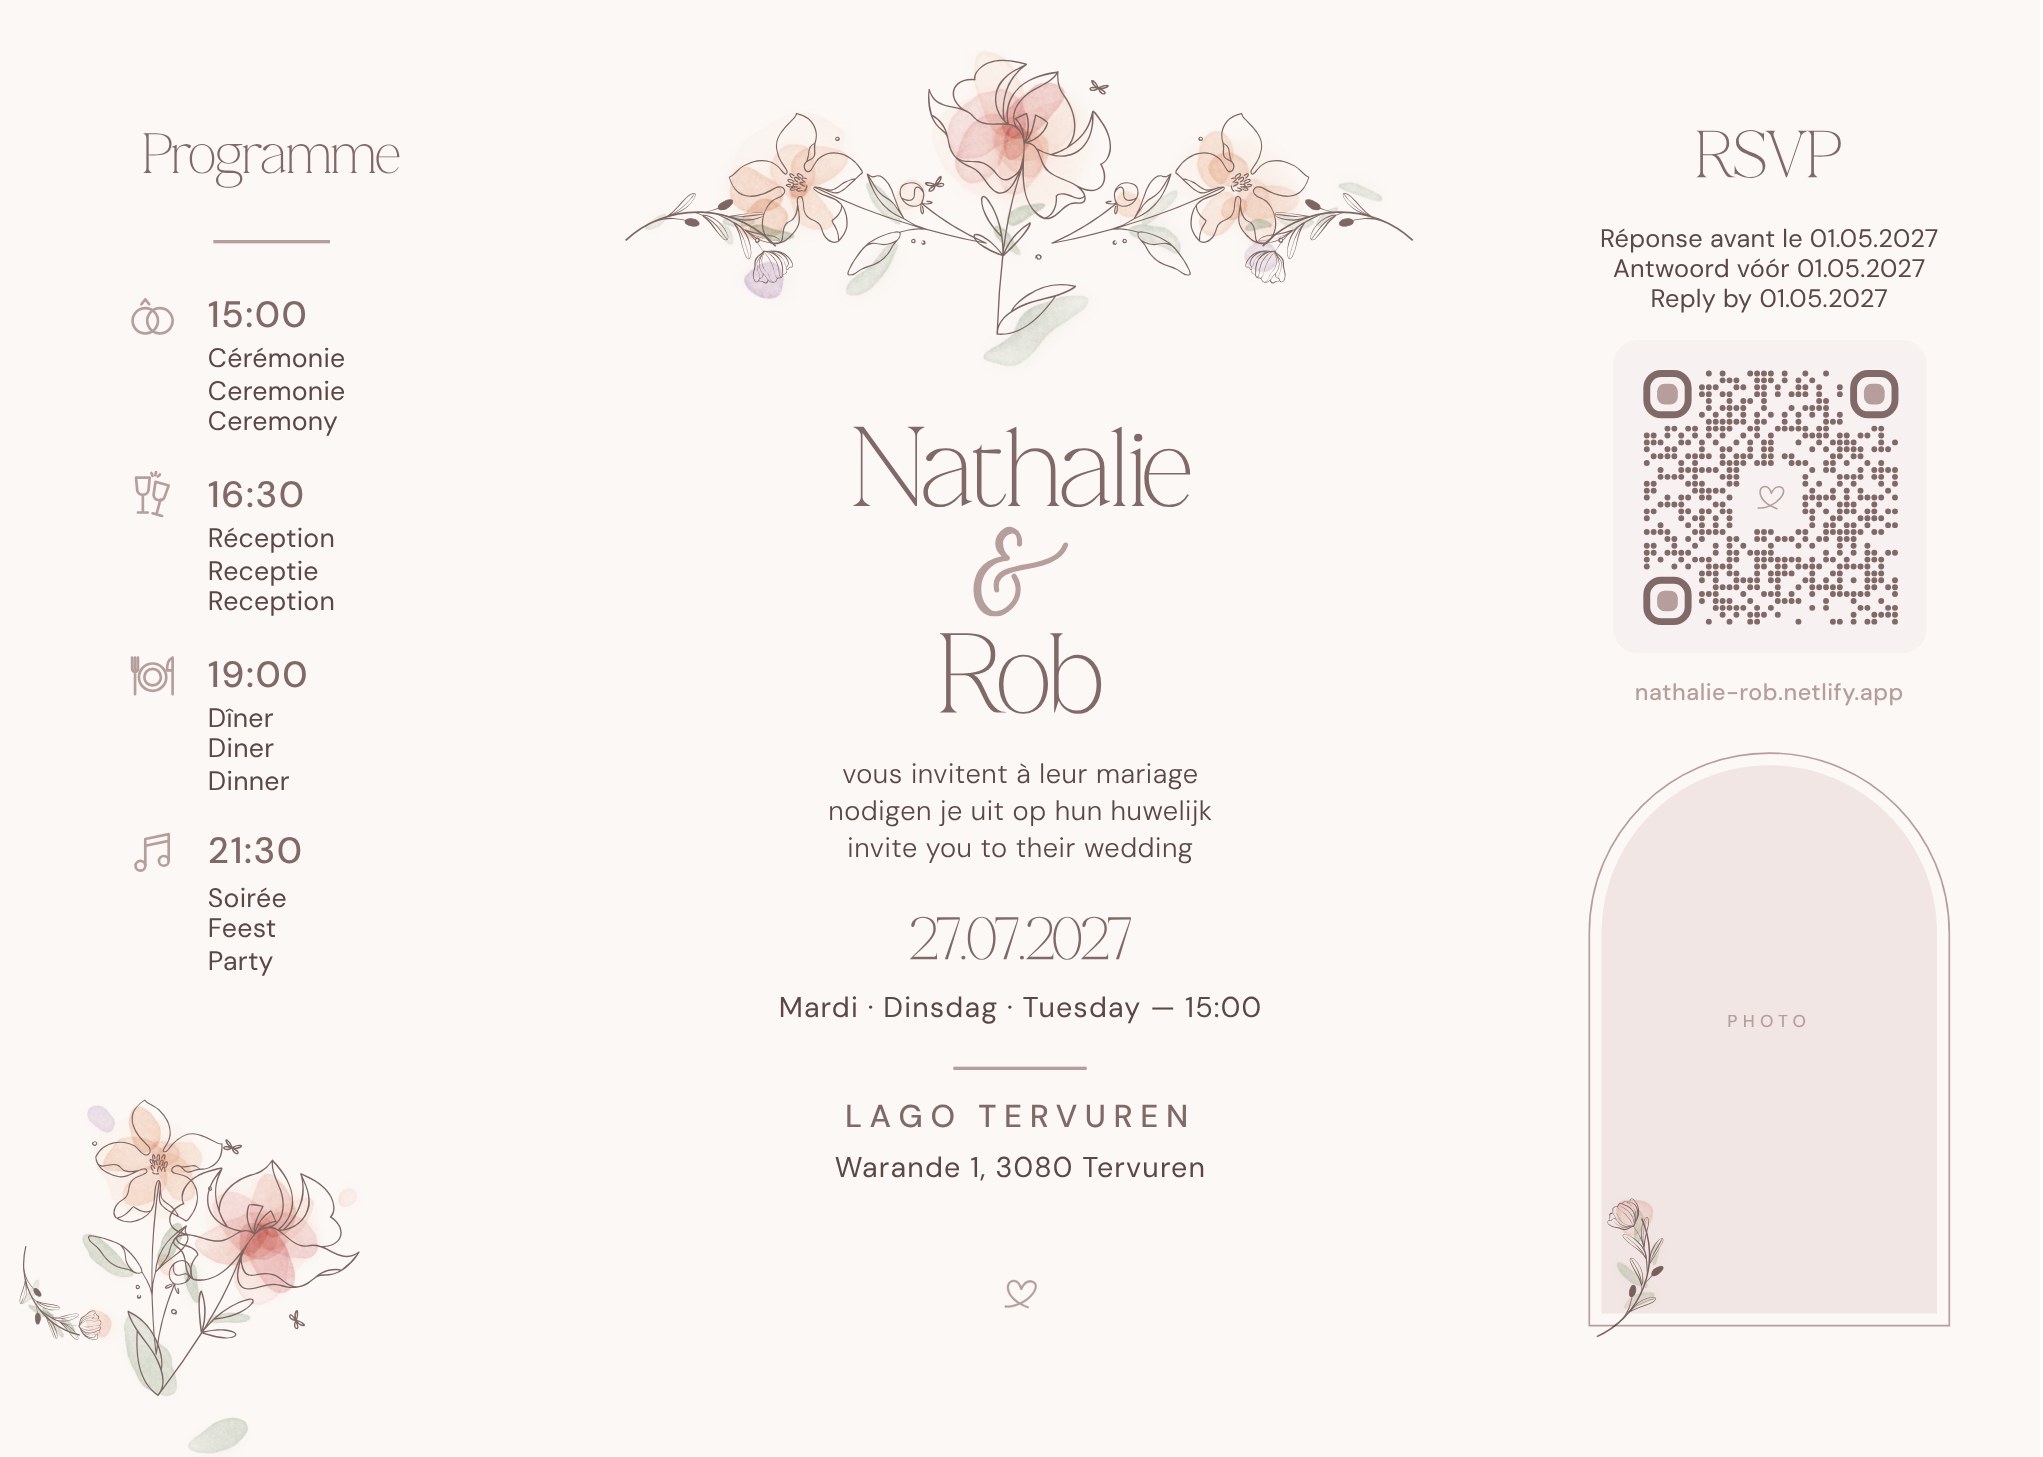 Programme
15:00
Cérémonie
Ceremonie
Ceremony
16:30
Réception
Receptie
Reception
19:00
Dîner
Diner
Dinner
21:30
Soirée
Feest
Party
Nathalie
&
Rob
vous invitent à leur mariage
nodigen je uit op hun huwelijk
invite you to their wedding
27.07.2027
Mardi · Dinsdag · Tuesday — 15:00
LAGO TERVUREN
Warande 1, 3080 Tervuren
RSVP
Réponse avant le 01.05.2027
Antwoord vóór 01.05.2027
Reply by 01.05.2027
nathalie-rob.netlify.app
PHOTO